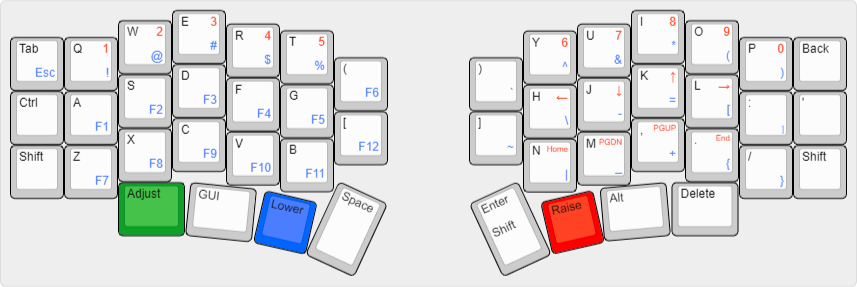 Tab Esc
Q 1 !
W 2 @
E 3 #
R 4 $
T 5 %
( F6
) `
Y 6 ^
U 7 &
I 8 *
O 9 (
P 0 )
Back
Ctrl
A F1
S F2
D F3
F F4
G F5
[ F12
] ~
H ← \
J ↓ -
K ↑ =
L → [
: ]
'
Shift
Z F7
X F8
C F9
V F10
B F11
N Home |
M PGDN _
, PGUP +
. End {
/ }
Shift
Adjust
GUI
Lower
Space
Enter
Shift
Raise
Alt
Delete